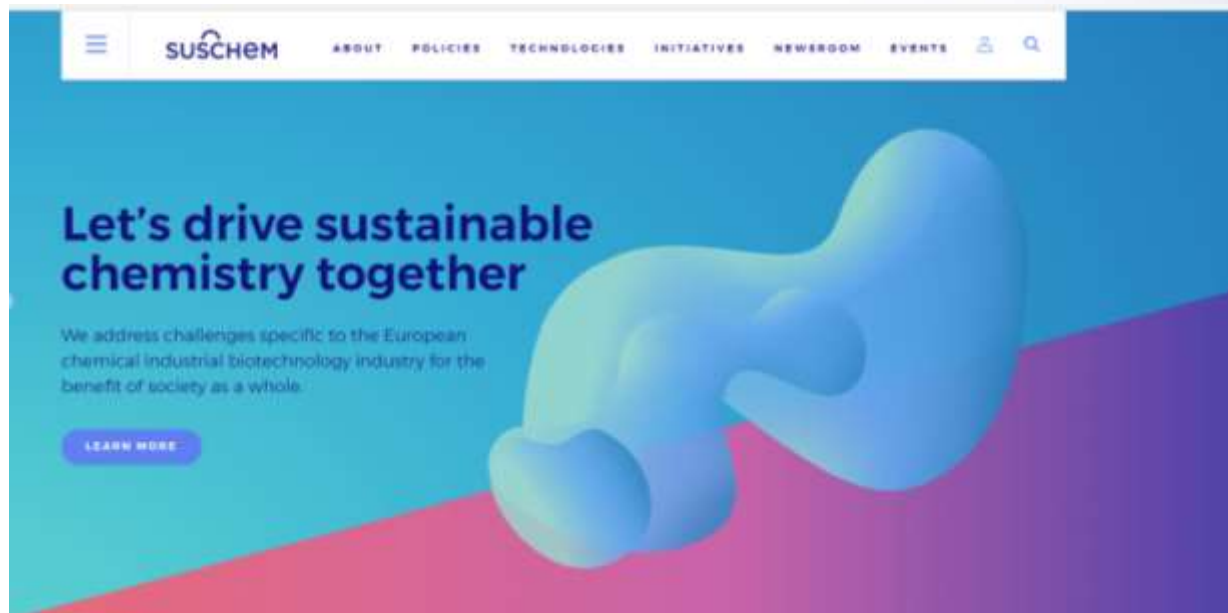 SUSCHEM ABOUT POLICIES TECHNOLOGIES INITIATIVES NEWSROOM EVENTS
Let's drive sustainable
chemistry together
We address challenges specific to the European
chemical industrial biotechnology industry for the
benefit of society as a whole.
LEARN MORE